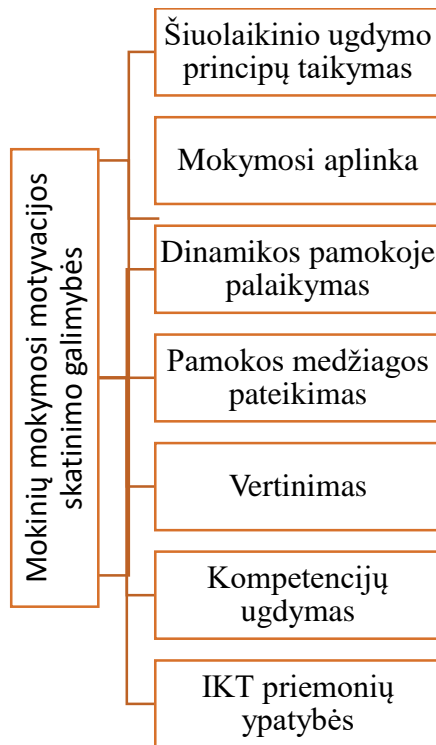 Mokinių mokymosi motyvacijos
skatinimo galimybės
Šiuolaikinio ugdymo
principų taikymas
Mokymosi aplinka
Dinamikos pamokoje
palaikymas
Pamokos medžiagos
pateikimas
Vertinimas
Kompetencijų
ugdymas
IKT priemonių
ypatybės